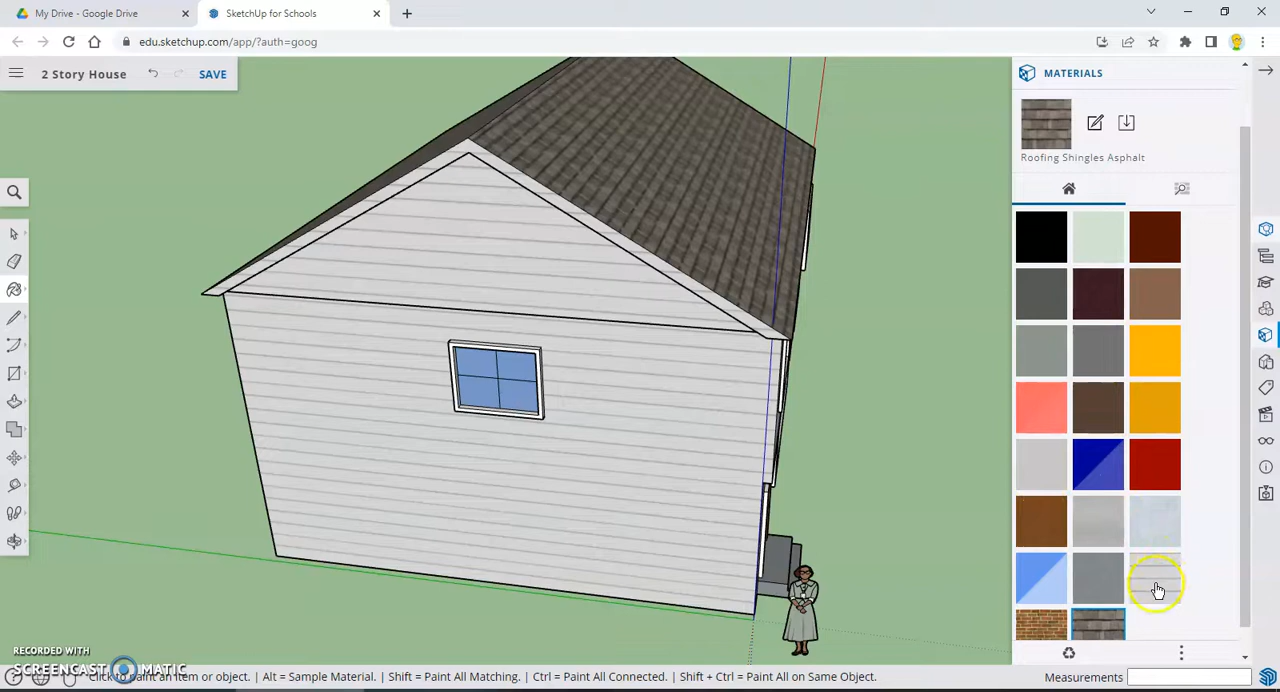 My Drive - Google Drive
SketchUp for Schools
edu.sketchup.com/app/?auth=goog
2 Story House
SAVE
MATERIALS
Roofing Shingles Asphalt
RECORDED WITH
SCREENCAST MATIC
Click to paint an item or object. | Alt = Sample Material. | Shift = Paint All Matching. | Ctrl = Paint All Connected. | Shift + Ctrl = Paint All on Same Object.
Measurements